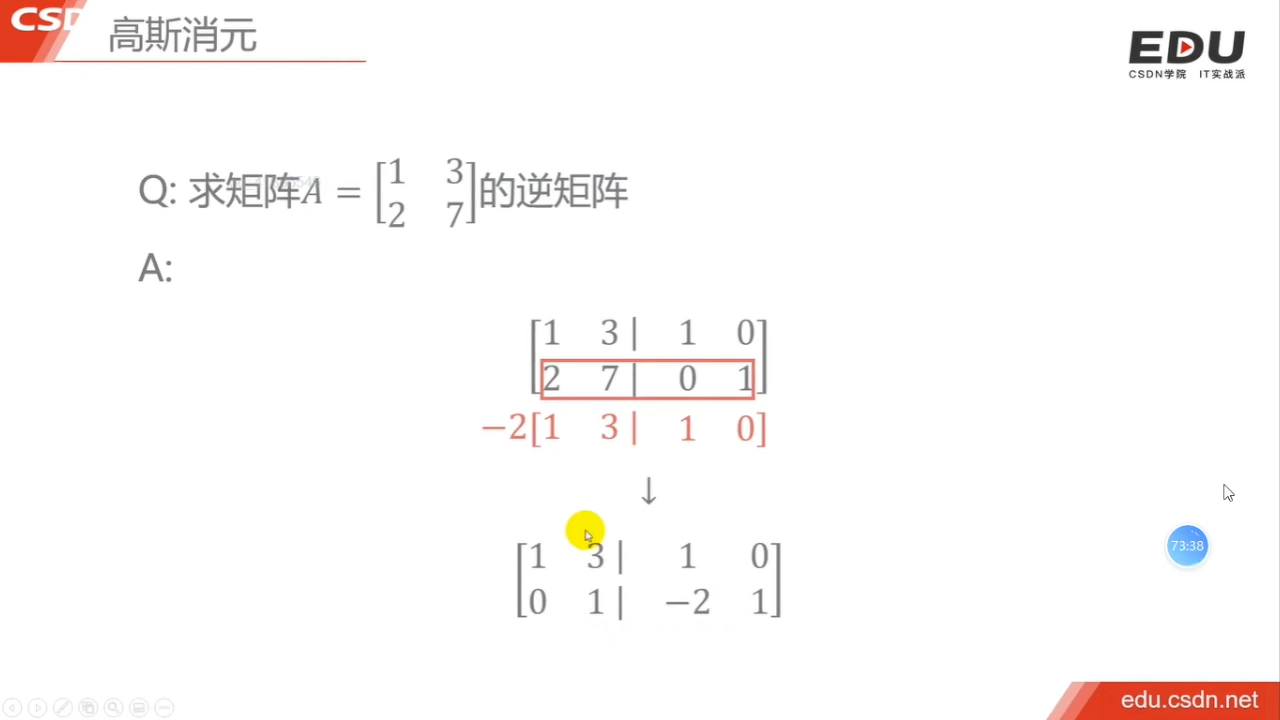 CSD
高斯消元
EDU
CSDN学院 IT实战派
Q: 求矩阵A = [1 3
2 7]的逆矩阵
A:
[1 3 | 1 0
2 7 | 0 1]
−2[1 3 | 1 0]
↓
[1 3 | 1 0
0 1 | −2 1]
73:38
edu.csdn.net